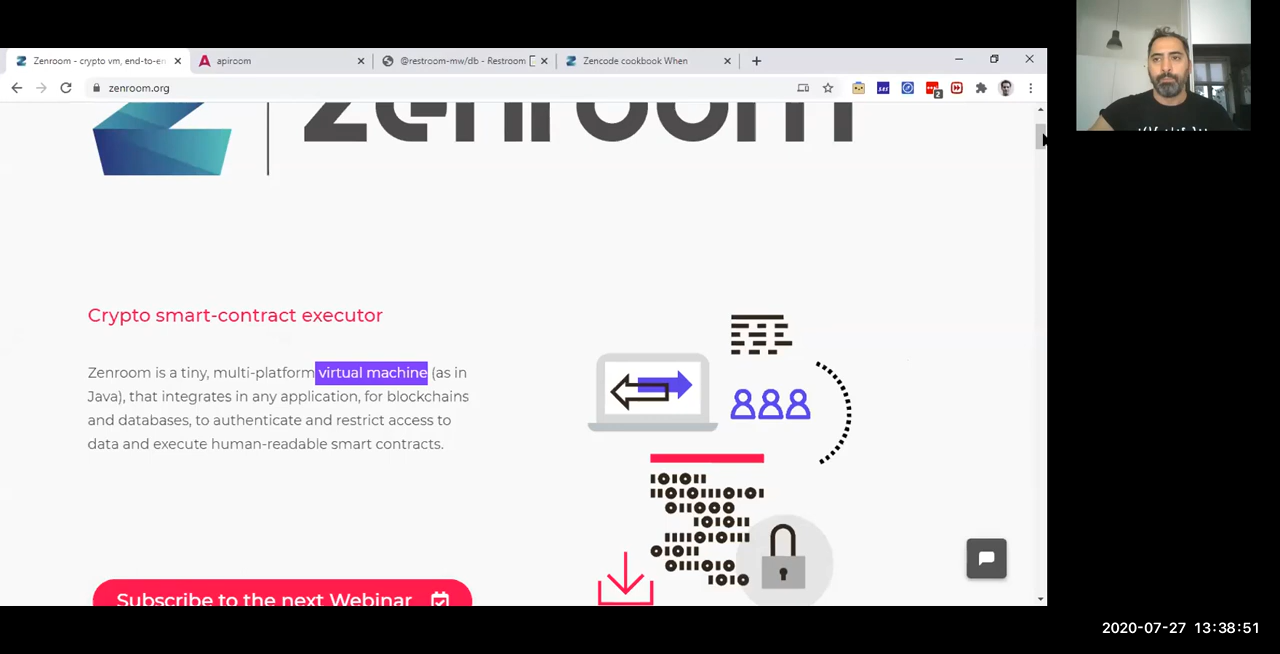 Zenroom - crypto vm, end-to-en
apiroom
@restroom-mw/db - Restroom
Zencode cookbook When
zenroom.org
2
zenroom
Crypto smart-contract executor
Zenroom is a tiny, multi-platform virtual machine (as in
Java), that integrates in any application, for blockchains
and databases, to authenticate and restrict access to
data and execute human-readable smart contracts.
Subscribe to the next Webinar
2020-07-27 13:38:51